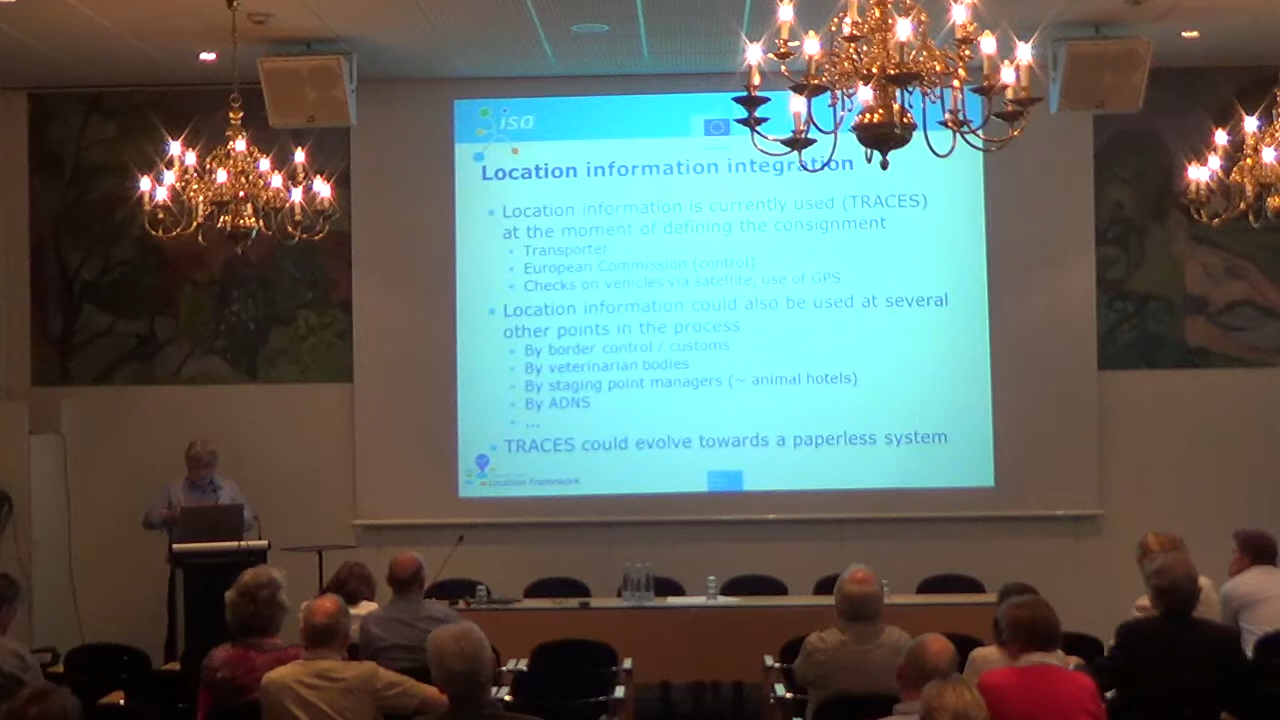 isa
Location information integration
Location information is currently used (TRACES)
at the moment of defining the consignment
Transporter
European Commission (control)
Checks on vehicles via satellite, use of GPS
Location information could also be used at several
other points in the process
By border control / customs
By veterinarian bodies
By staging point managers (~ animal hotels)
By ADNS
...
TRACES could evolve towards a paperless system
Location Framework